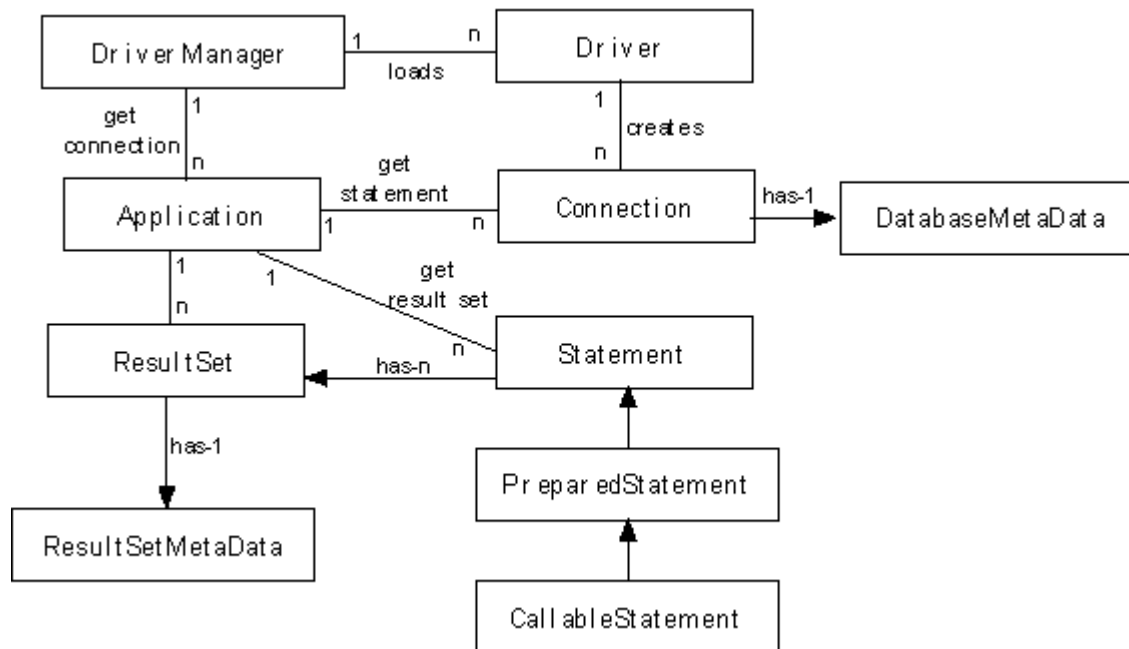 DriverManager
1
n
loads
Driver
1
get
connection
n
1
creates
n
get
statement
Application
1
n
Connection
has-1
DatabaseMetaData
1
n
1
get
result set
n
ResultSet
has-n
Statement
has-1
PreparedStatement
ResultSetMetaData
CallableStatement